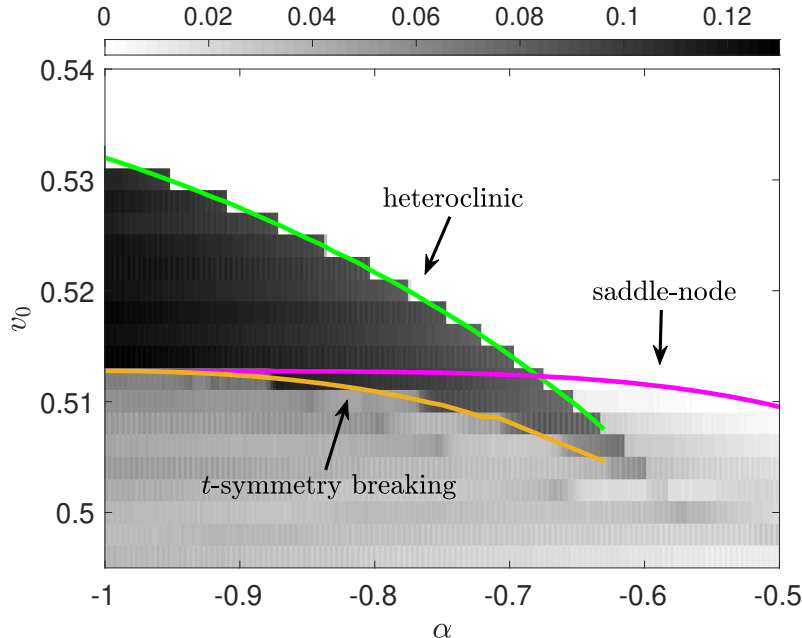 0 0.02 0.04 0.06 0.08 0.1 0.12
0.54
0.53
heteroclinic
0.52
saddle-node
v₀
0.51
t-symmetry breaking
0.5
-1 -0.9 -0.8 -0.7 -0.6 -0.5
α